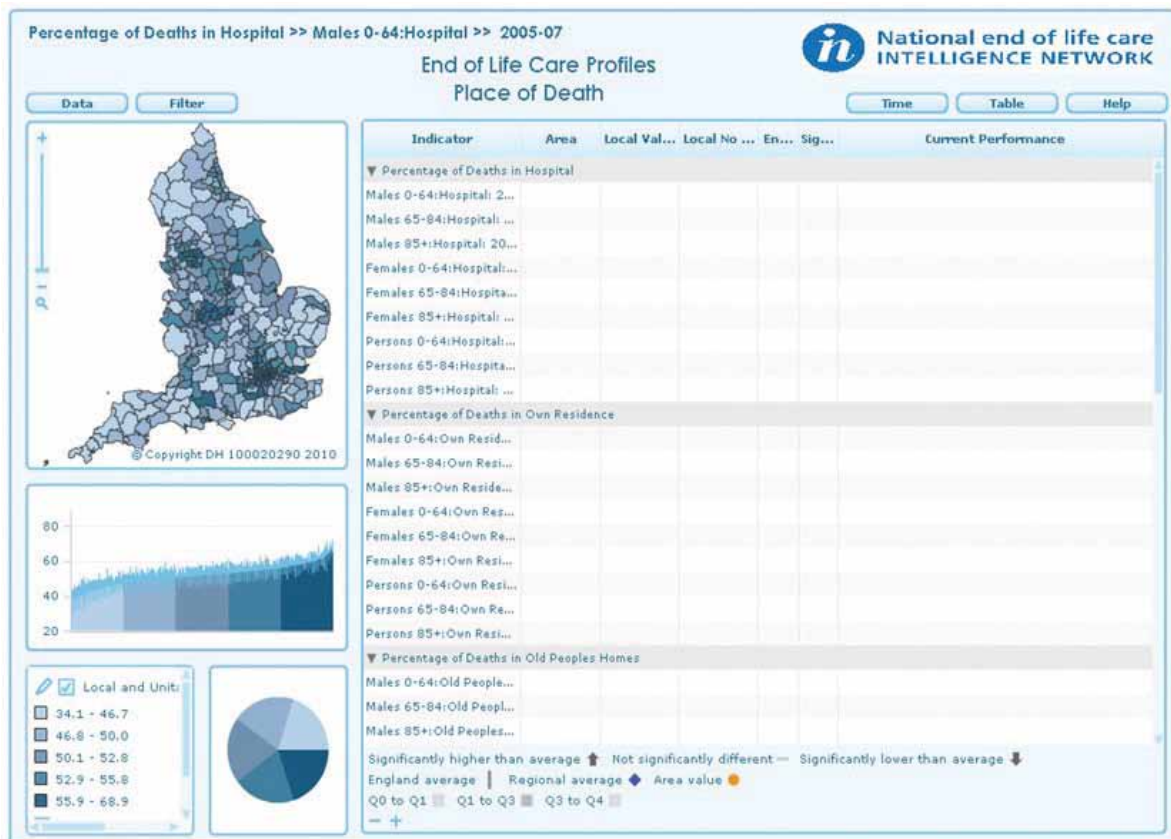 Percentage of Deaths in Hospital >> Males 0-64:Hospital >> 2005-07
National end of life care
INTELLIGENCE NETWORK
End of Life Care Profiles
Place of Death
Data Filter
Time Table Help
Indicator Area Local Val... Local No ... En... Sig... Current Performance
▼ Percentage of Deaths in Hospital
Males 0-64:Hospital: 2...
Males 65-84:Hospital: ...
Males 85+:Hospital: 20...
Females 0-64:Hospital:...
Females 65-84:Hospita...
Females 85+:Hospital: ...
Persons 0-64:Hospital:...
Persons 65-84:Hospita...
Persons 85+:Hospital: ...
▼ Percentage of Deaths in Own Residence
Males 0-64:Own Resid...
Males 65-84:Own Resi...
Males 85+:Own Reside...
Females 0-64:Own Res...
Females 65-84:Own Re...
Females 85+:Own Resi...
Persons 0-64:Own Resi...
Persons 65-84:Own Re...
Persons 85+:Own Resi...
▼ Percentage of Deaths in Old Peoples Homes
Males 0-64:Old People...
Males 65-84:Old Peopl...
Males 85+:Old Peoples...
Significantly higher than average Not significantly different Significantly lower than average
England average Regional average Area value
Q0 to Q1 Q1 to Q3 Q3 to Q4
© Copyright DH 100020290 2010
80
60
40
20
Local and Unit
34.1 - 46.7
46.8 - 50.0
50.1 - 52.8
52.9 - 55.8
55.9 - 68.9